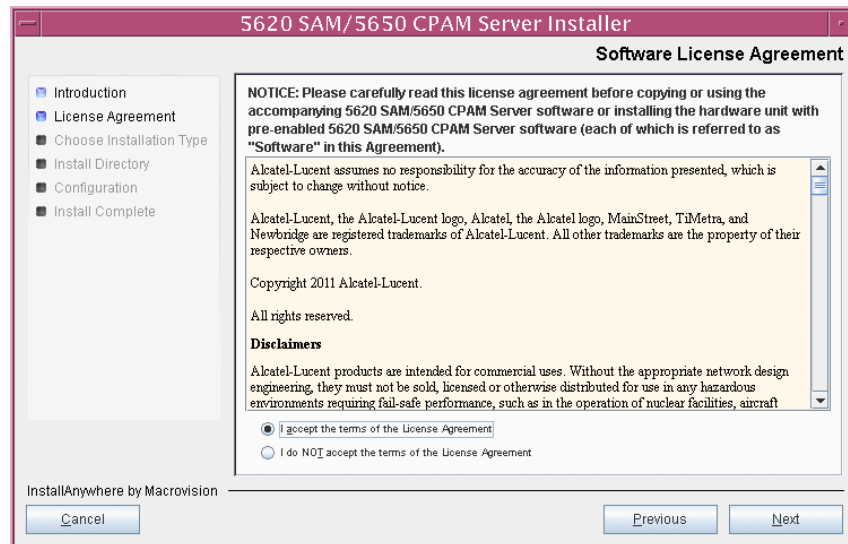 5620 SAM/5650 CPAM Server Installer
Software License Agreement
Introduction
License Agreement
Choose Installation Type
Install Directory
Configuration
Install Complete
NOTICE: Please carefully read this license agreement before copying or using the
accompanying 5620 SAM/5650 CPAM Server software or installing the hardware unit with
pre-enabled 5620 SAM/5650 CPAM Server software (each of which is referred to as
"Software" in this Agreement).
Alcatel-Lucent assumes no responsibility for the accuracy of the information presented, which is
subject to change without notice.
Alcatel-Lucent, the Alcatel-Lucent logo, Alcatel, the Alcatel logo, MainStreet, TiMetra, and
Newbridge are registered trademarks of Alcatel-Lucent. All other trademarks are the property of their
respective owners.
Copyright 2011 Alcatel-Lucent.
All rights reserved.
Disclaimers
Alcatel-Lucent products are intended for commercial uses. Without the appropriate network design
engineering, they must not be sold, licensed or otherwise distributed for use in any hazardous
environments requiring fail-safe performance, such as in the operation of nuclear facilities, aircraft
I accept the terms of the License Agreement
I do NOT accept the terms of the License Agreement
InstallAnywhere by Macrovision
Cancel
Previous
Next